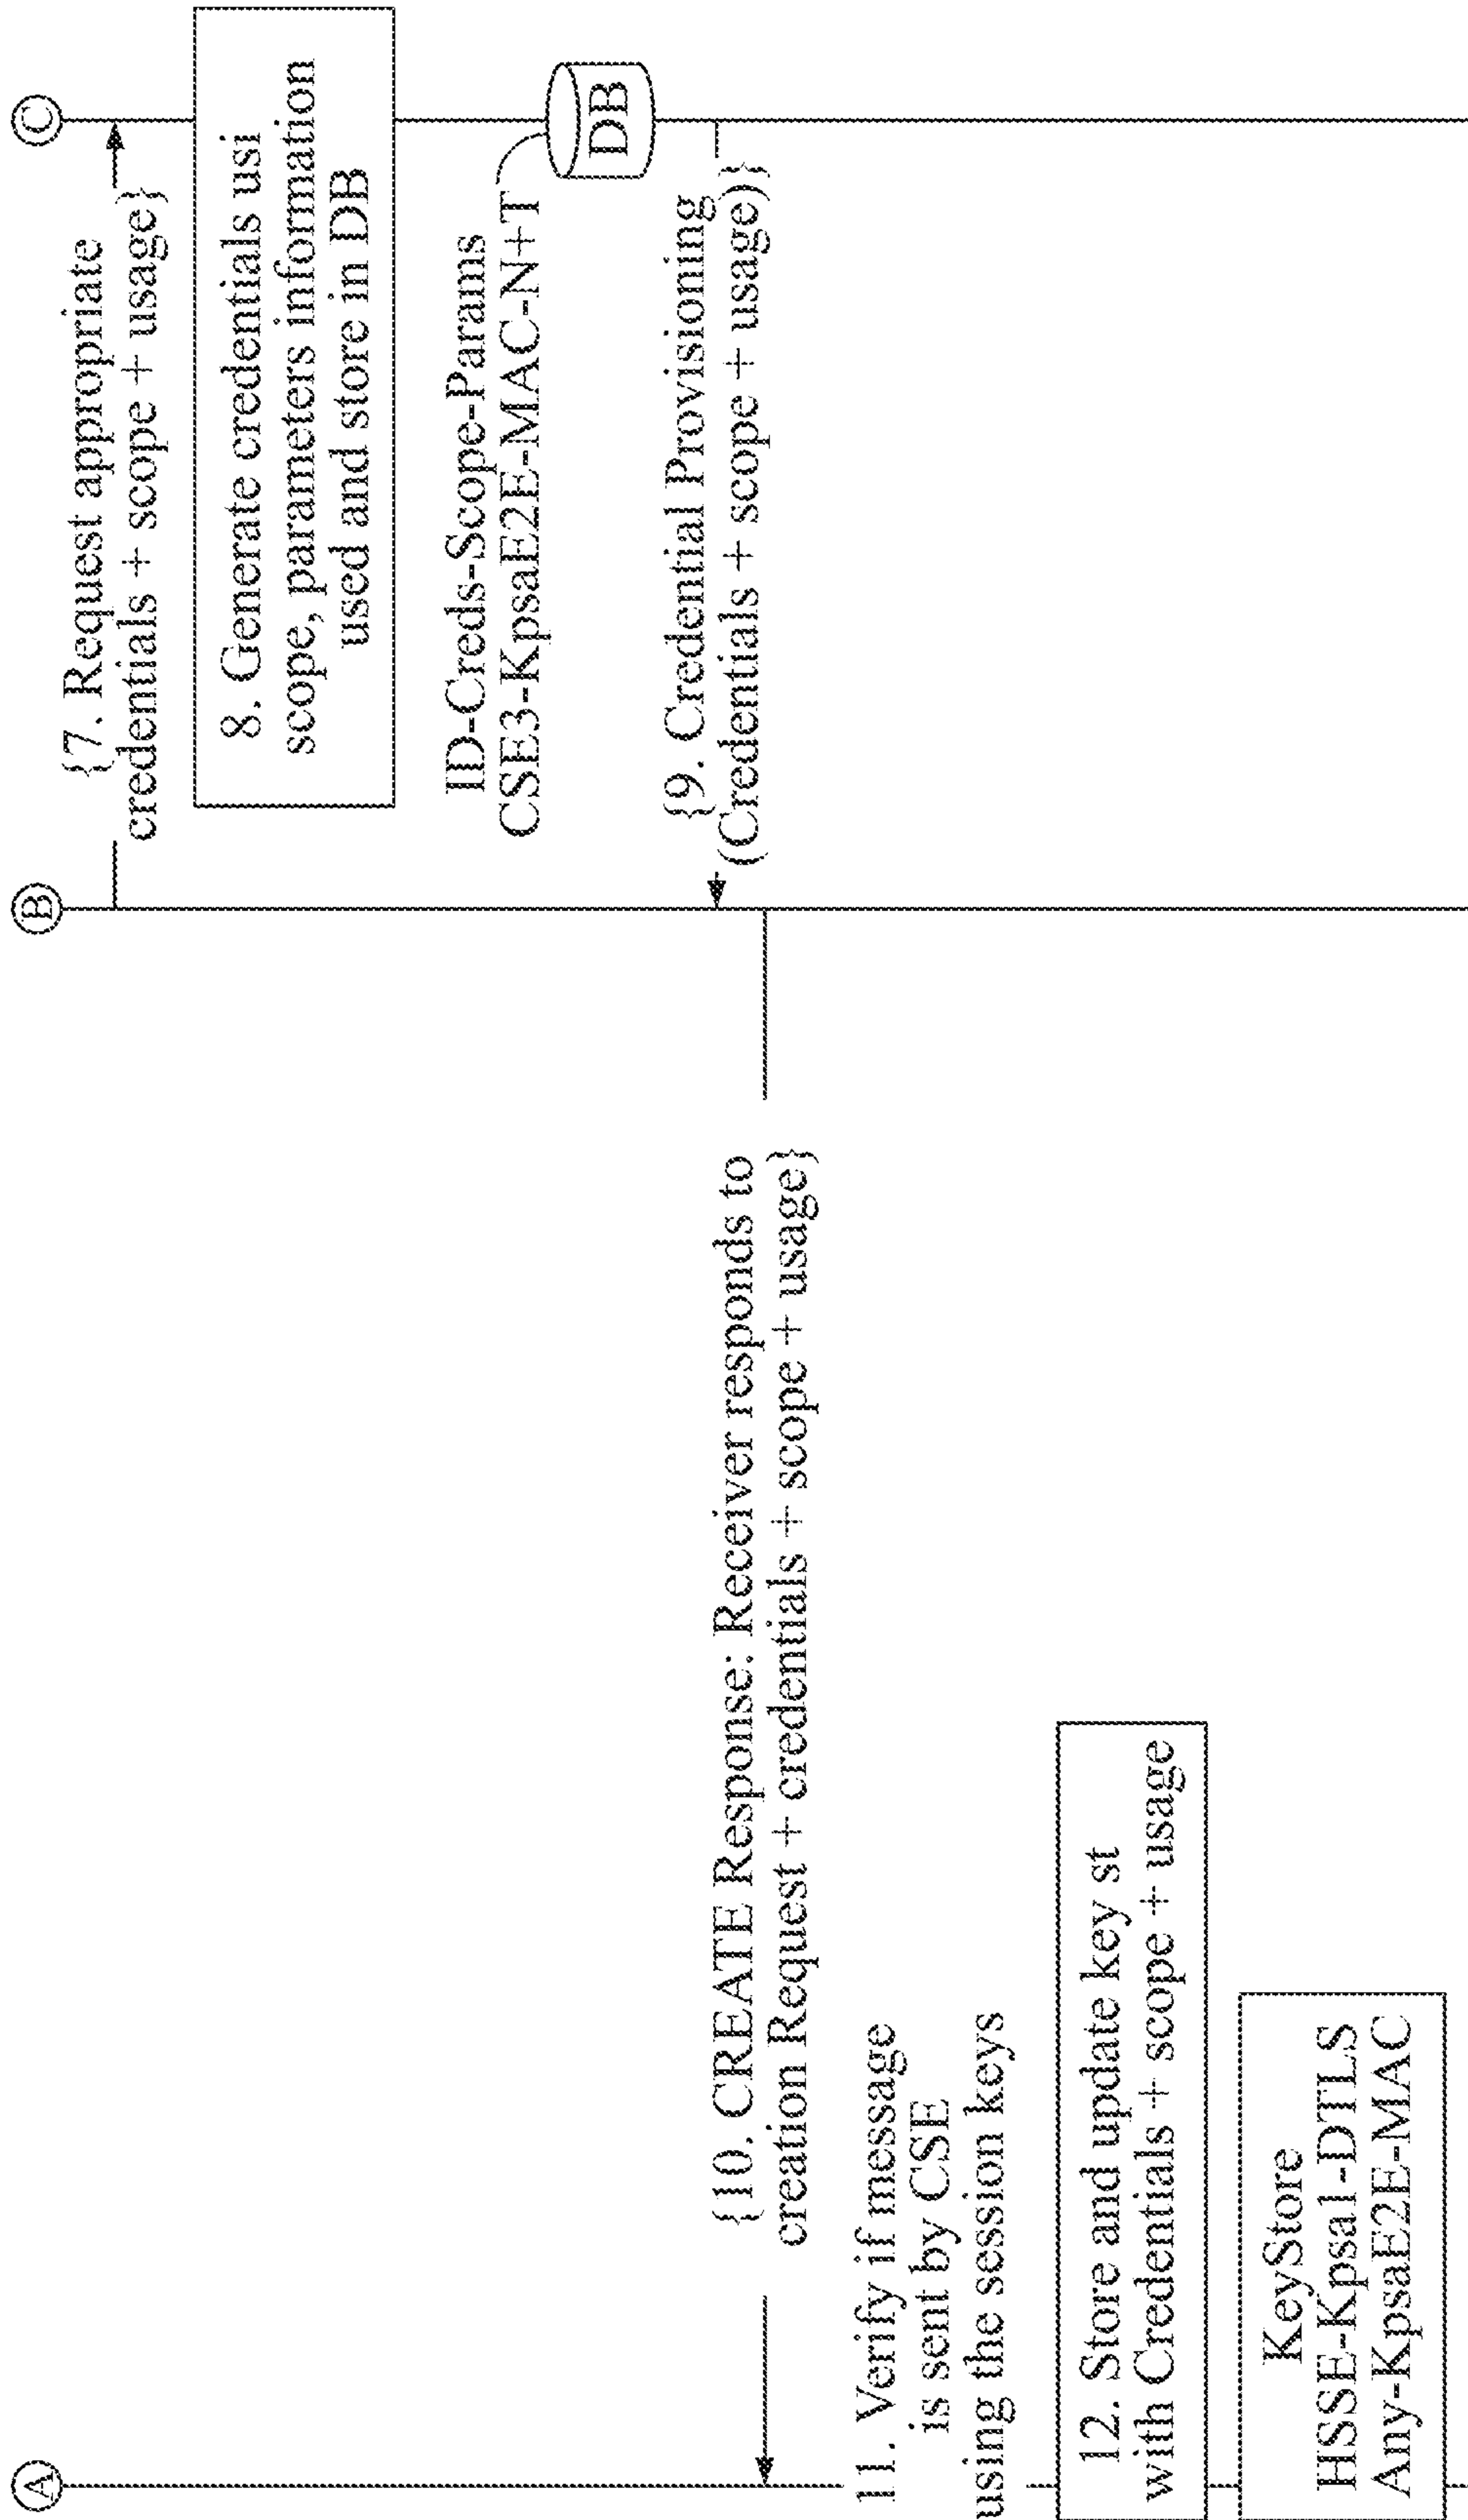 A
B
C
{7. Request appropriate
credentials + scope + usage}
8. Generate credentials usi
scope, parameters information
used and store in DB
ID-Creds-Scope-Params
CSE3-KpsaE2E-MAC-N+T
DB
{9. Credential Provisioning
(Credentials + scope + usage)}
{10. CREATE Response: Receiver responds to
creation Request + credentials + scope + usage}
11. Verify if message
is sent by CSE
using the session keys
12. Store and update key st
with Credentials + scope + usage
KeyStore
HSSE-Kpsa1-DTLS
Any-KpsaE2E-MAC